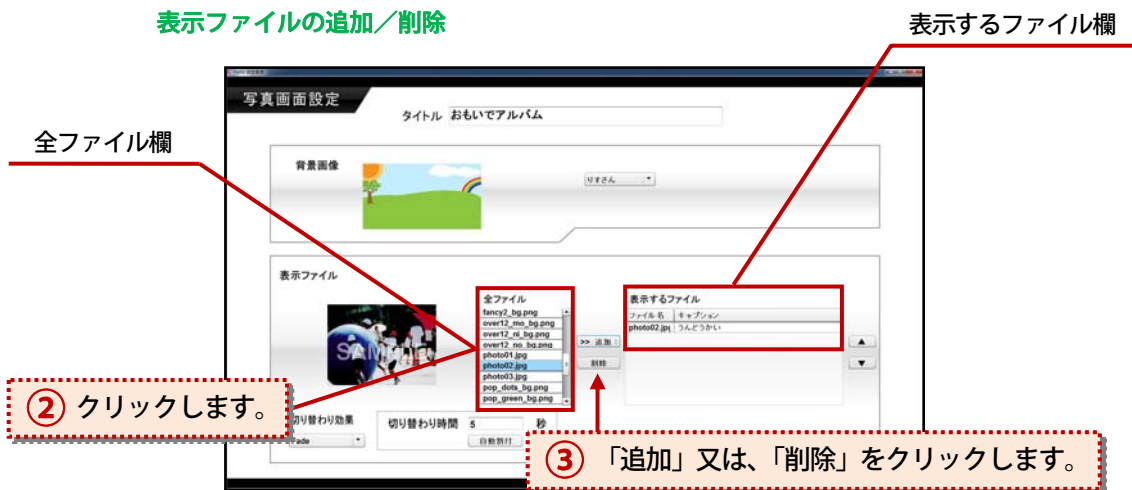 表示ファイルの追加／削除
表示するファイル欄
写真画面設定
タイトル おもいでアルバム
全ファイル欄
背景画像
りすさん
表示ファイル
全ファイル
fancy2_bg.png
over12_mo_bg.png
over12_ni_bg.png
over12_no_bg.png
photo01.jpg
photo02.jpg
photo03.jpg
pop_dots_bg.png
pop_green_bg.png
>> 追加
削除
表示するファイル
ファイル名 キャプション
photo02.jp うんどうかい
② クリックします。
切り替わり効果
Fade
切り替わり時間 5 秒
自動割付
③ 「追加」又は、「削除」をクリックします。